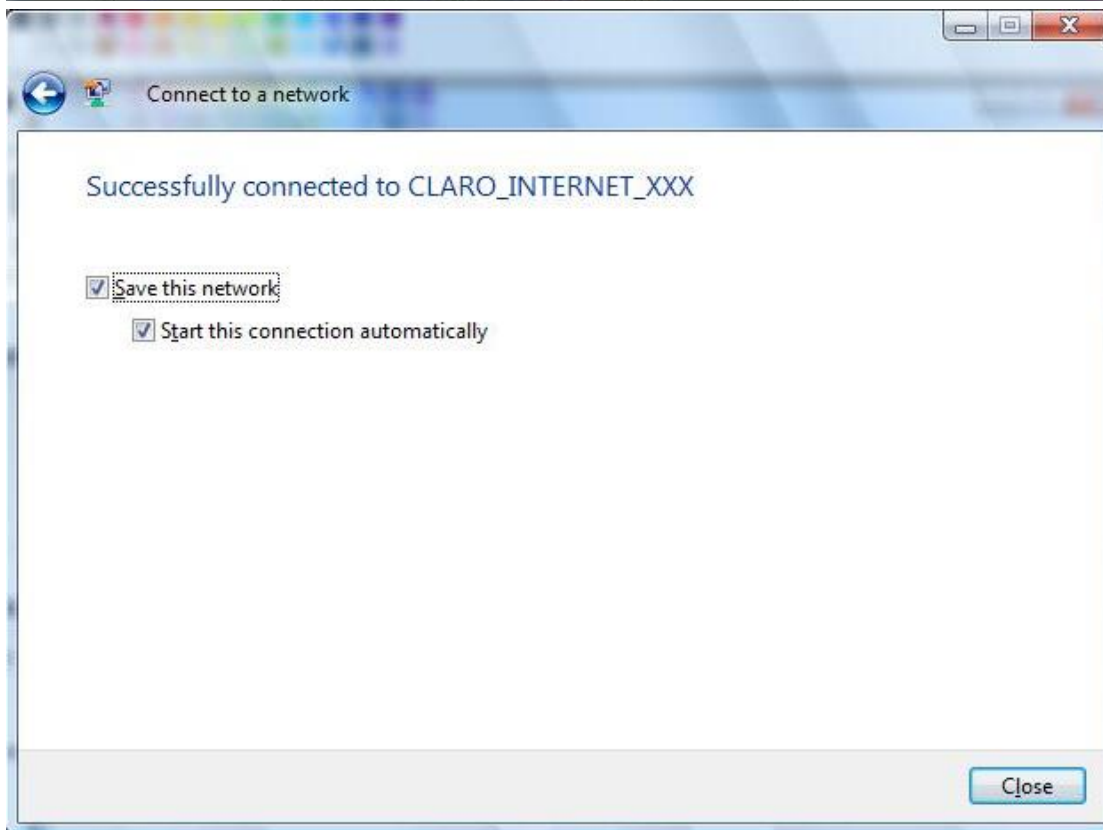 Connect to a network
Successfully connected to CLARO_INTERNET_XXX
Save this network
Start this connection automatically
Close